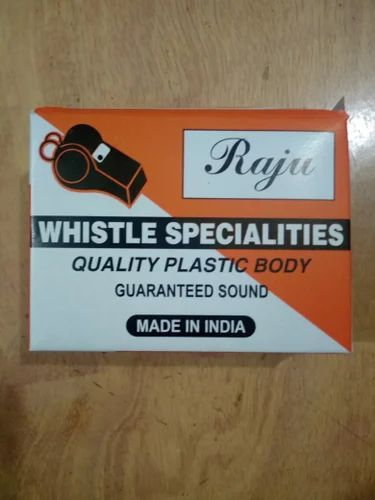 Raju
WHISTLE SPECIALITIES
QUALITY PLASTIC BODY
GUARANTEED SOUND
MADE IN INDIA